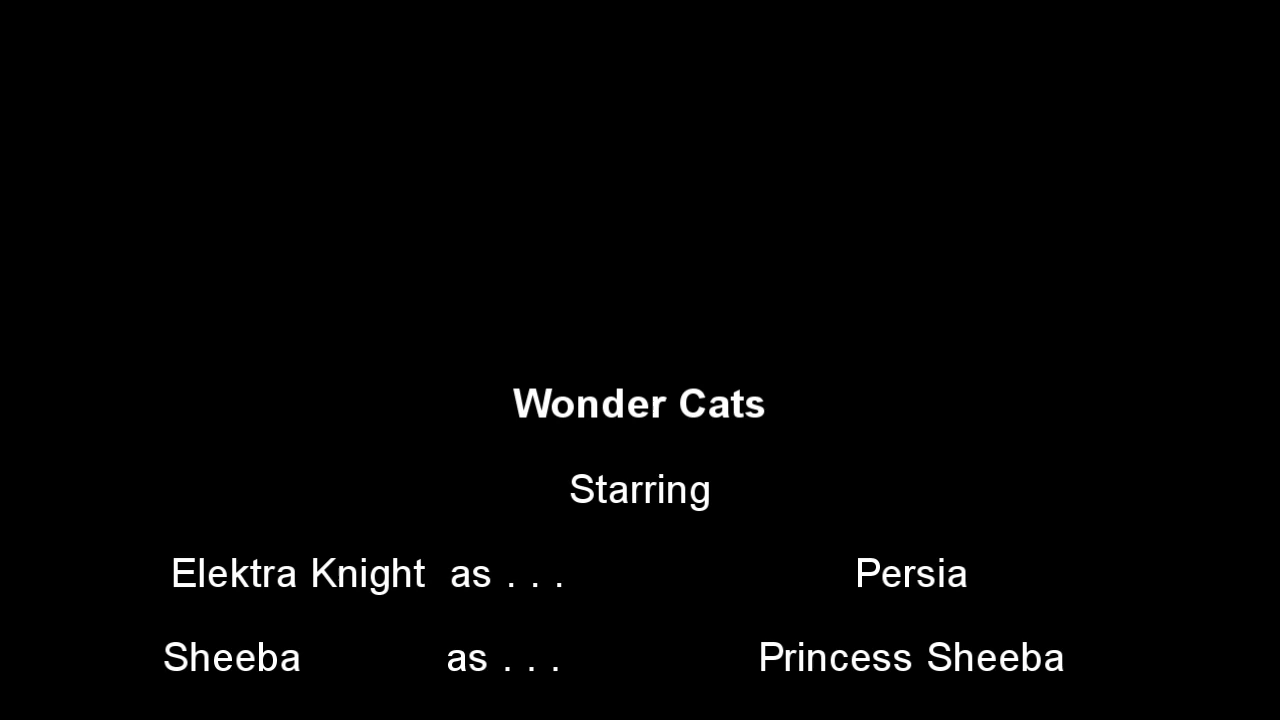 Wonder Cats
Starring
Elektra Knight as . . . Persia
Sheeba as . . . Princess Sheeba